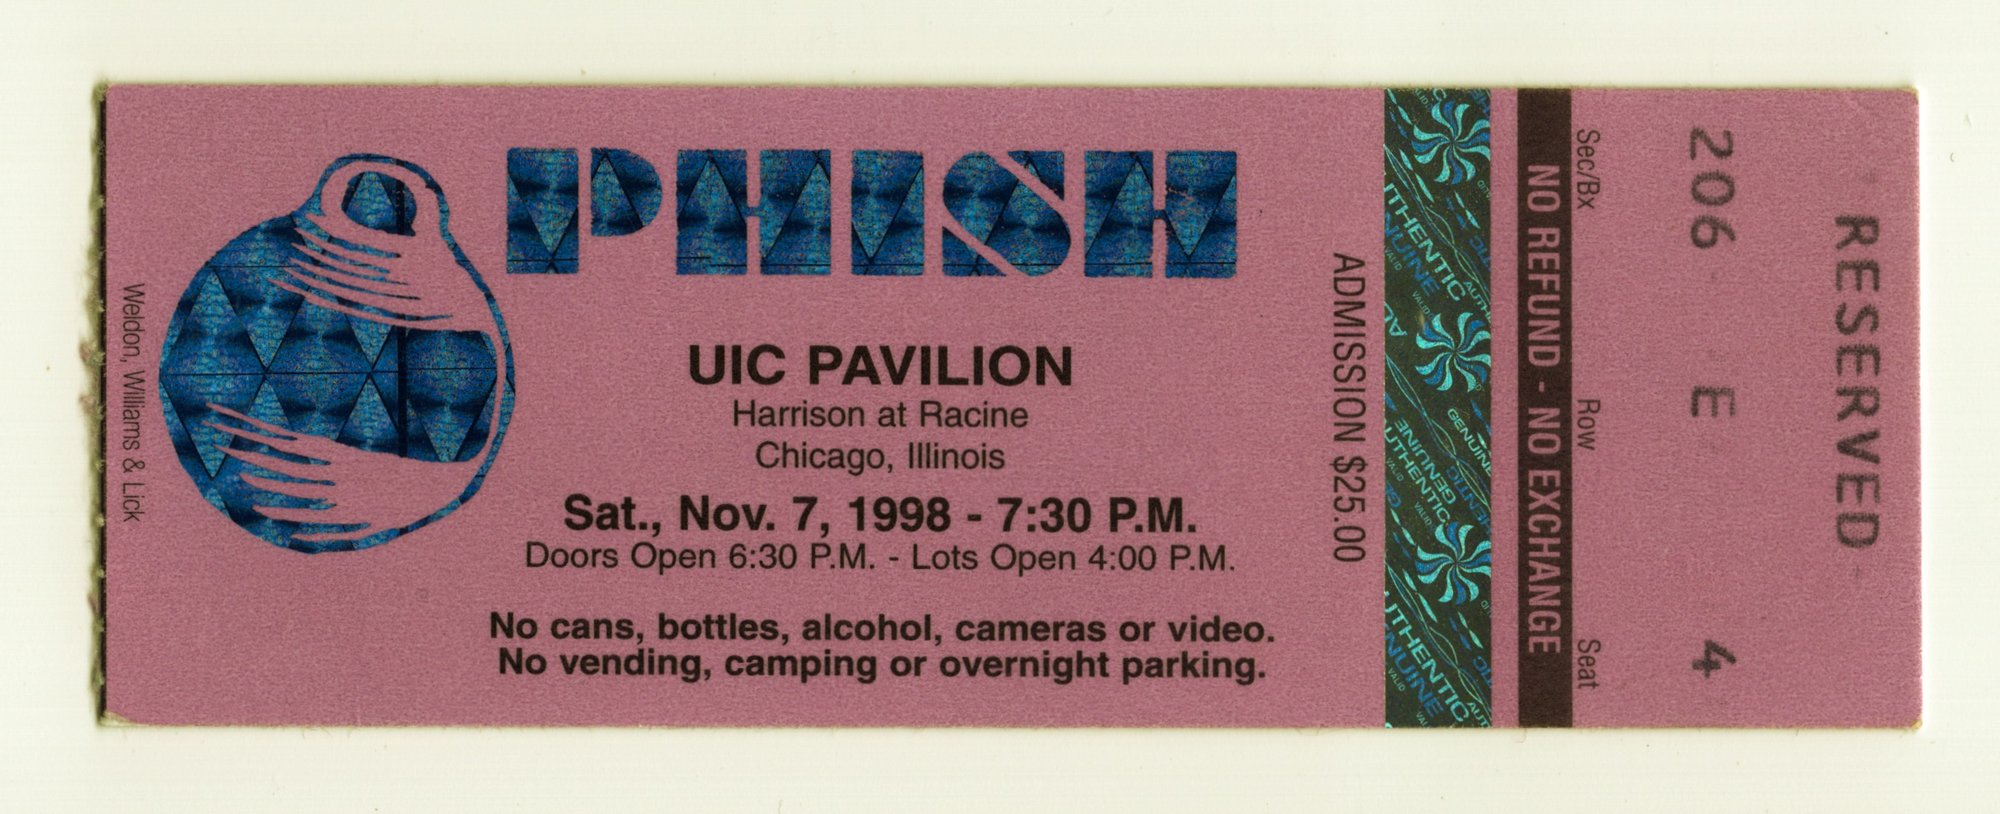 Weldon, Williams & Lick
PHISH
UIC PAVILION
Harrison at Racine
Chicago, Illinois
Sat., Nov. 7, 1998 - 7:30 P.M.
Doors Open 6:30 P.M. - Lots Open 4:00 P.M.
No cans, bottles, alcohol, cameras or video.
No vending, camping or overnight parking.
ADMISSION $25.00
AUTHENTIC
GENUINE
VALID
NO REFUND - NO EXCHANGE
Sec/Bx Row Seat
206 E 4
RESERVED